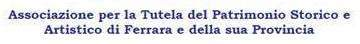 Associazione per la Tutela del Patrimonio Storico e
Artistico di Ferrara e della sua Provincia